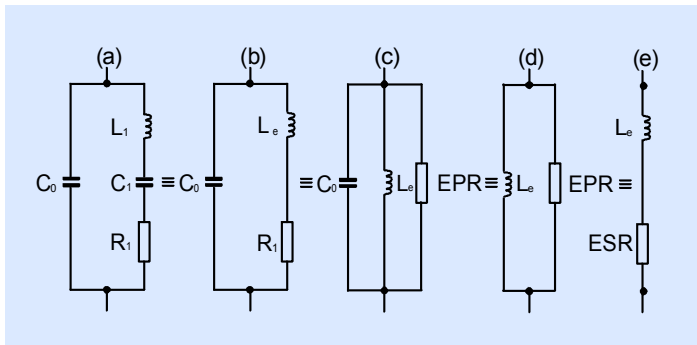 (a) (b) (c) (d) (e)
L₁ Lₑ Lₑ
C₀ C₁ ≡ C₀ ≡ C₀ Lₑ EPR ≡ Lₑ EPR ≡
R₁ R₁ ESR